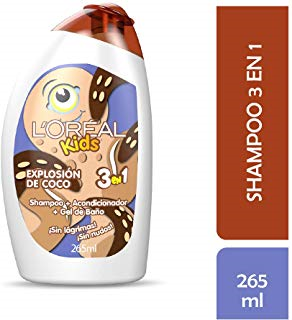 L'ORÉAL
Kids
EXPLOSIÓN
DE COCO
3en1
Shampoo + Acondicionador
+ Gel de Baño
¡Sin lágrimas!
¡Sin nudos!
265ml
SHAMPOO 3 EN 1
265
ml